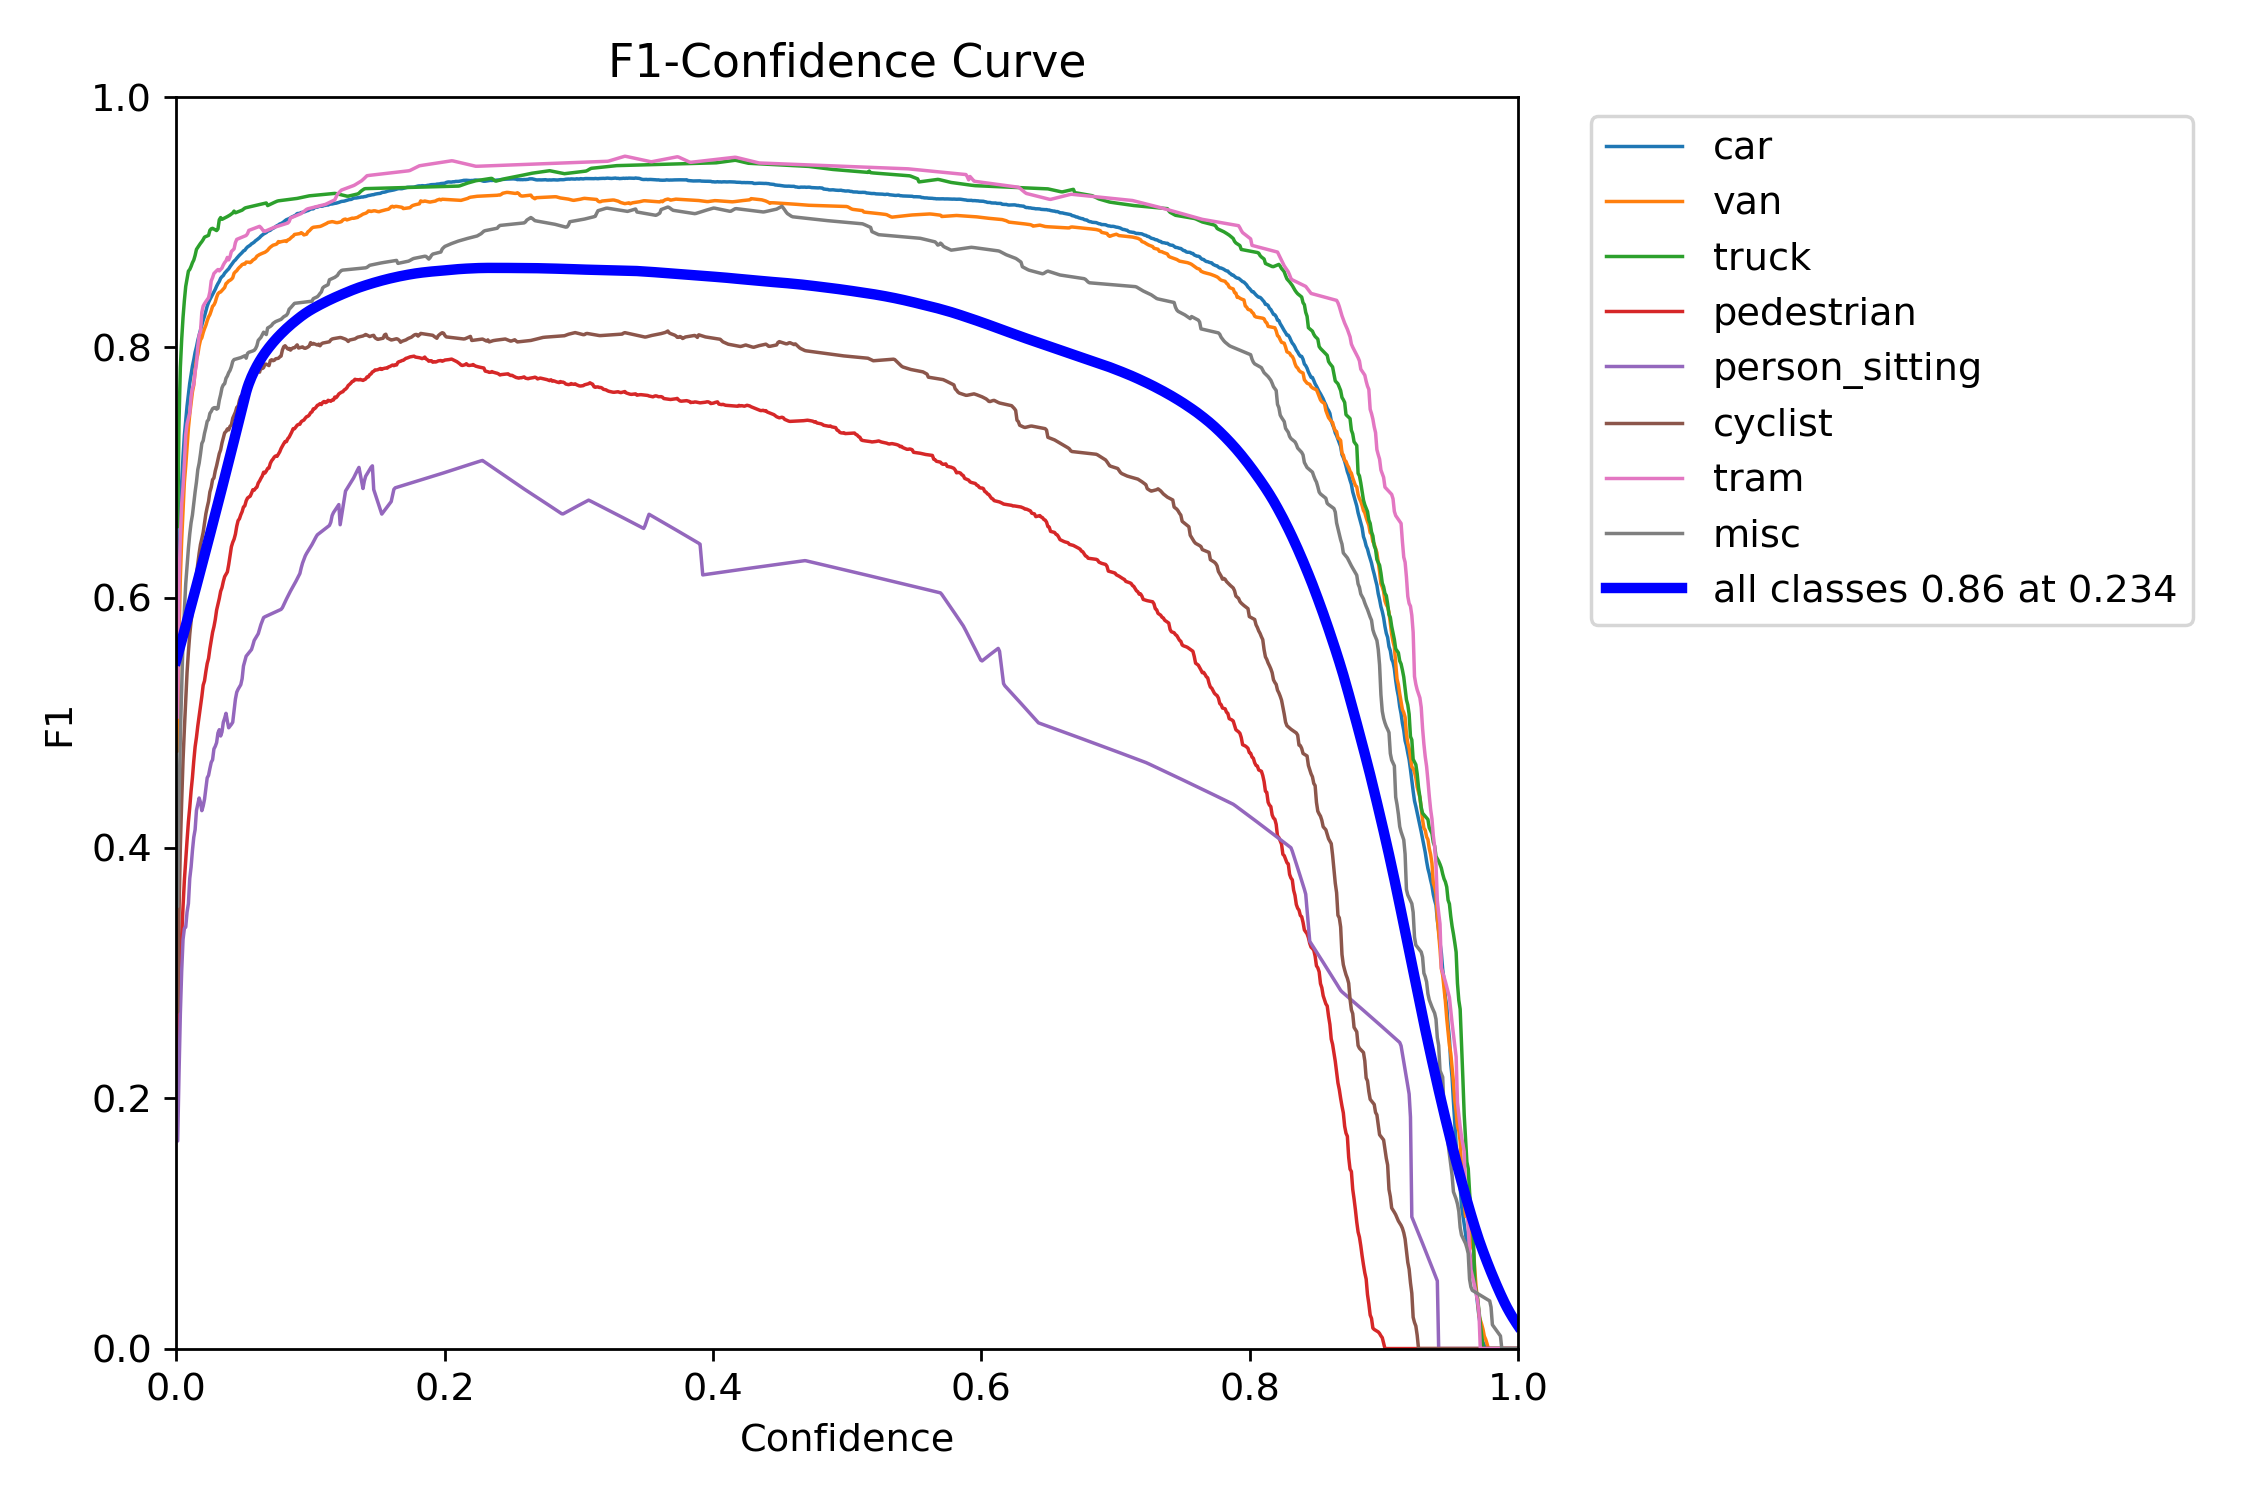 F1-Confidence Curve
1.0
0.8
0.6
0.4
0.2
0.0
F1
0.0 0.2 0.4 0.6 0.8 1.0
Confidence
car
van
truck
pedestrian
person_sitting
cyclist
tram
misc
all classes 0.86 at 0.234